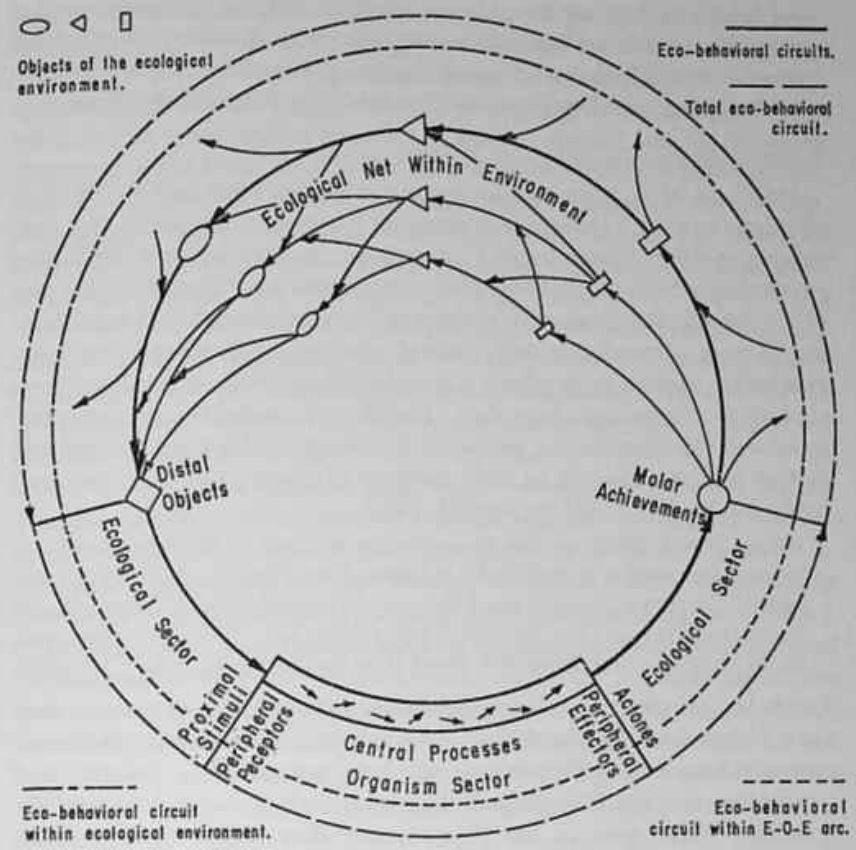 Objects of the ecological
environment.
Eco-behavioral circuits.
Total eco-behavioral
circuit.
Ecological Net Within Environment
Distal
Objects
Molar
Achievements
Ecological Sector
Ecological Sector
Proximal
Stimuli
Peripheral
Receptors
Central Processes
Organism Sector
Actones
Peripheral
Effectors
Eco-behavioral circuit
within ecological environment.
Eco-behavioral
circuit within E-O-E arc.